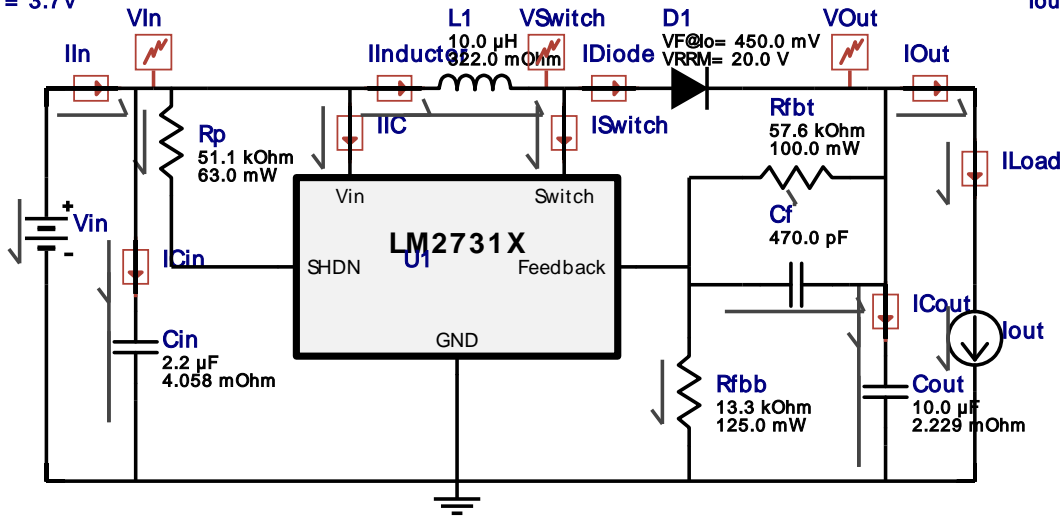 = 3.7V
Iou
VIn
L1
VSwitch
D1
VOut
IIn
IInductor
10.0 µH
322.0 mOhm
IDiode
VF@Io= 450.0 mV
VRRM= 20.0 V
IOut
Rp
51.1 kOhm
63.0 mW
IIC
ISwitch
Rfbt
57.6 kOhm
100.0 mW
ILoad
Vin
Switch
Cf
470.0 pF
+
Vin
-
LM2731X
U1
ICin
SHDN
Feedback
ICout
Iout
GND
Cin
2.2 µF
4.058 mOhm
Rfbb
13.3 kOhm
125.0 mW
Cout
10.0 µF
2.229 mOhm